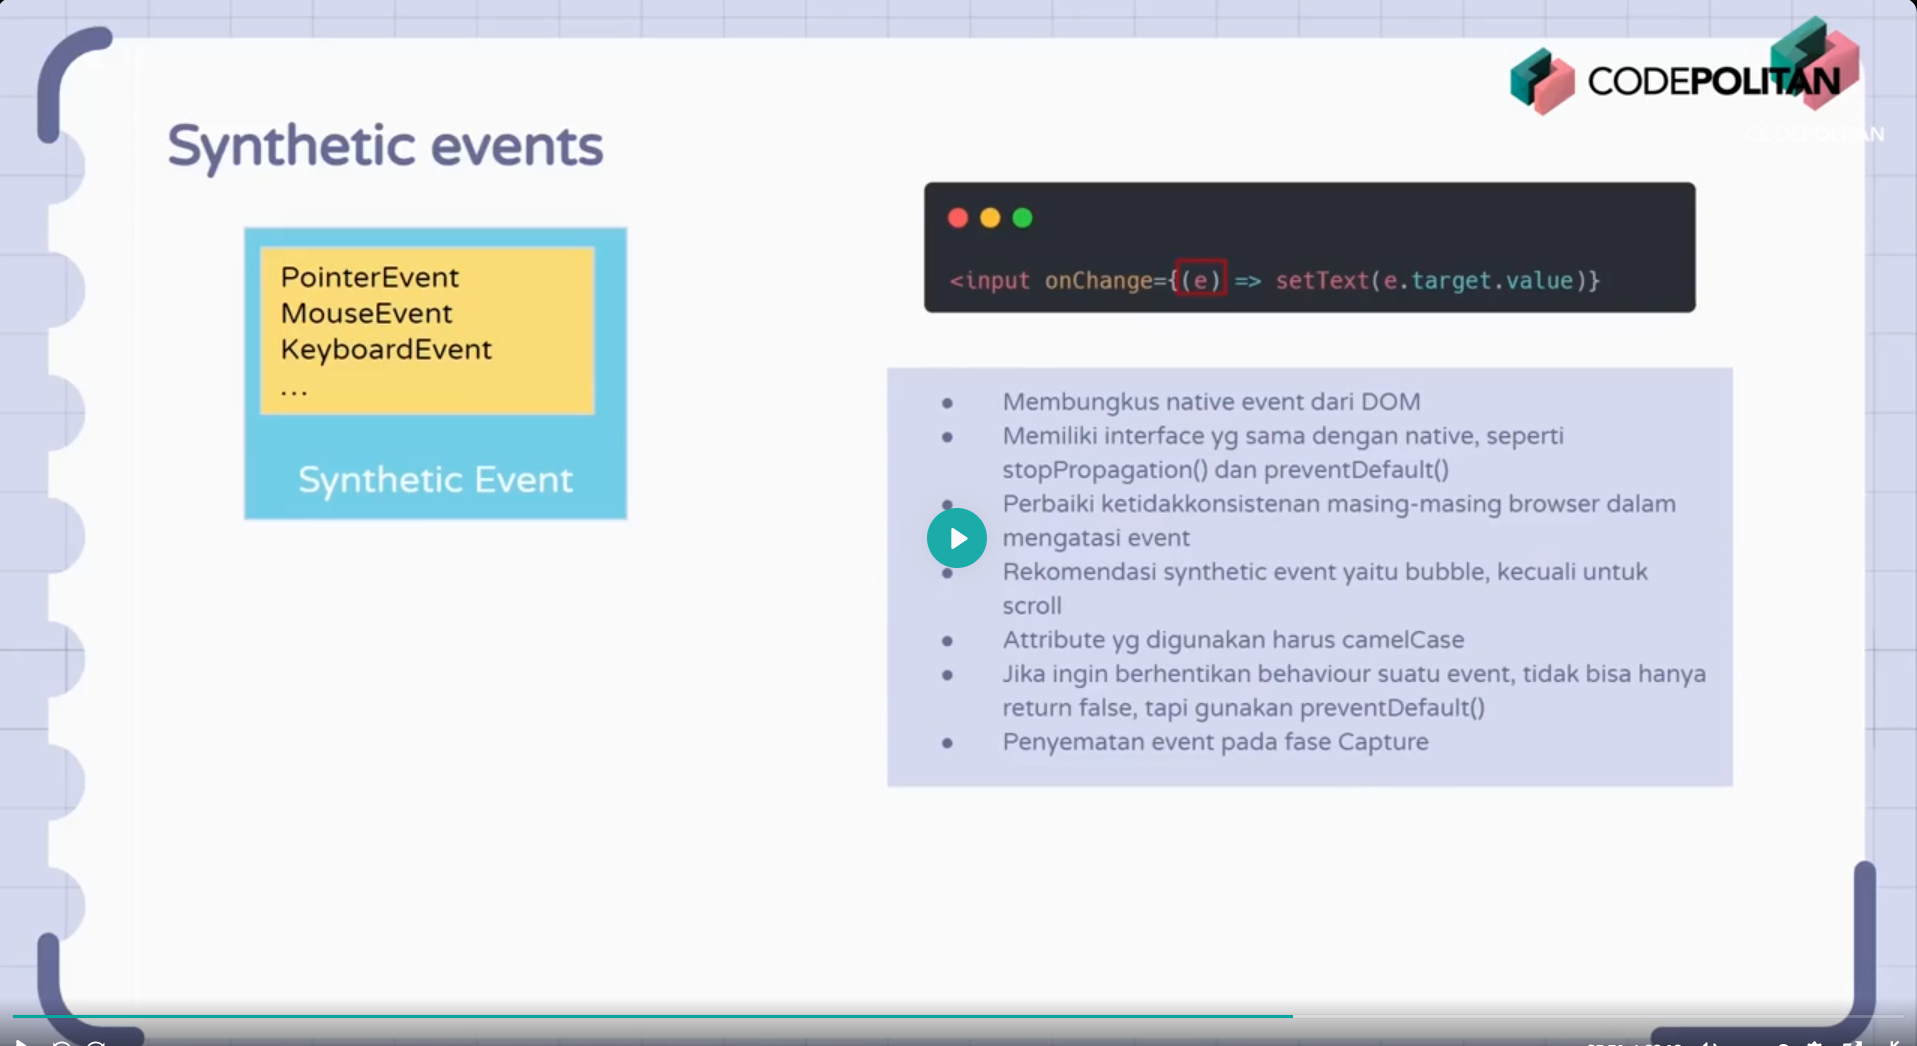 CODEPOLITAN
Synthetic events
PointerEvent
MouseEvent
KeyboardEvent
...
Synthetic Event
<input onChange={(e) => setText(e.target.value)}
Membungkus native event dari DOM
Memiliki interface yg sama dengan native, seperti
stopPropagation() dan preventDefault()
Perbaiki ketidakkonsistenan masing-masing browser dalam
mengatasi event
Rekomendasi synthetic event yaitu bubble, kecuali untuk
scroll
Attribute yg digunakan harus camelCase
Jika ingin berhentikan behaviour suatu event, tidak bisa hanya
return false, tapi gunakan preventDefault()
Penyematan event pada fase Capture